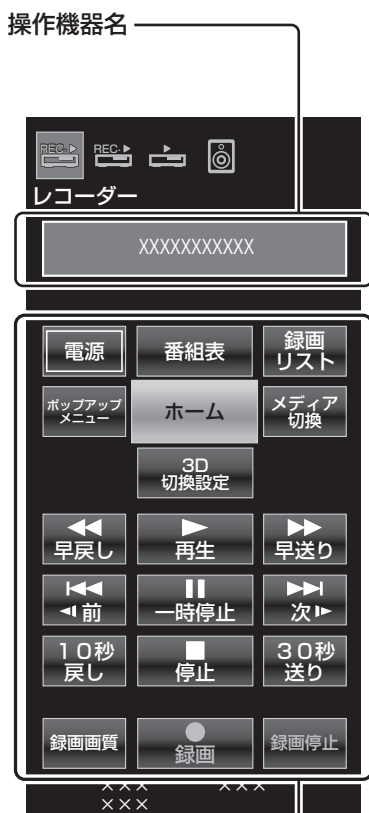 操作機器名
REC REC
レコーダー
XXXXXXXXXXX
電源 番組表 録画
リスト
ポップアップ
メニュー ホーム メディア
切換
3D
切換設定
早戻し 再生 早送り
前 一時停止 次
10秒
戻し 停止 30秒
送り
録画画質 録画 録画停止
××× ×××
×××